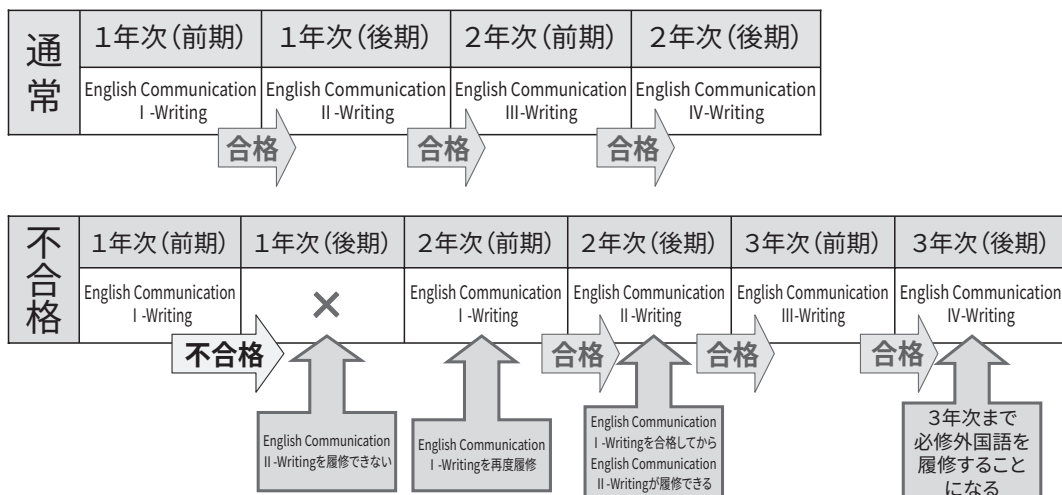 通常
1年次（前期） 1年次（後期） 2年次（前期） 2年次（後期）
English Communication English Communication English Communication English Communication
Ⅰ-Writing Ⅱ-Writing Ⅲ-Writing Ⅳ-Writing
合格 合格 合格
不合格
1年次（前期） 1年次（後期） 2年次（前期） 2年次（後期） 3年次（前期） 3年次（後期）
English Communication × English Communication English Communication English Communication English Communication
Ⅰ-Writing Ⅰ-Writing Ⅱ-Writing Ⅲ-Writing Ⅳ-Writing
不合格 合格 合格 合格
English Communication
Ⅱ-Writingを履修できない
English Communication
Ⅰ-Writingを再度履修
English Communication
Ⅰ-Writingを合格してから
English Communication
Ⅱ-Writingが履修できる
3年次まで
必修外国語を
履修すること
になる